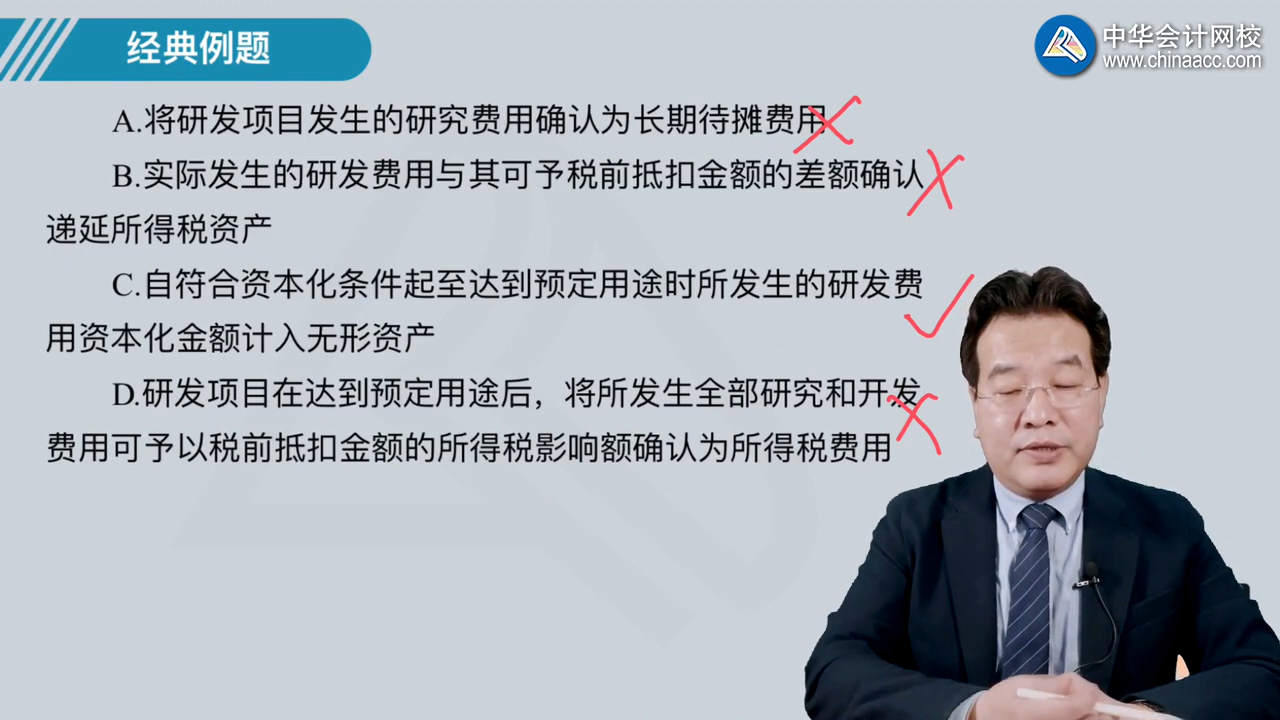 经典例题
中华会计网校
www.chinaacc.com
A.将研发项目发生的研究费用确认为长期待摊费用
B.实际发生的研发费用与其可予税前抵扣金额的差额确认
递延所得税资产
C.自符合资本化条件起至达到预定用途时所发生的研发费
用资本化金额计入无形资产
D.研发项目在达到预定用途后，将所发生全部研究和开发
费用可予以税前抵扣金额的所得税影响额确认为所得税费用